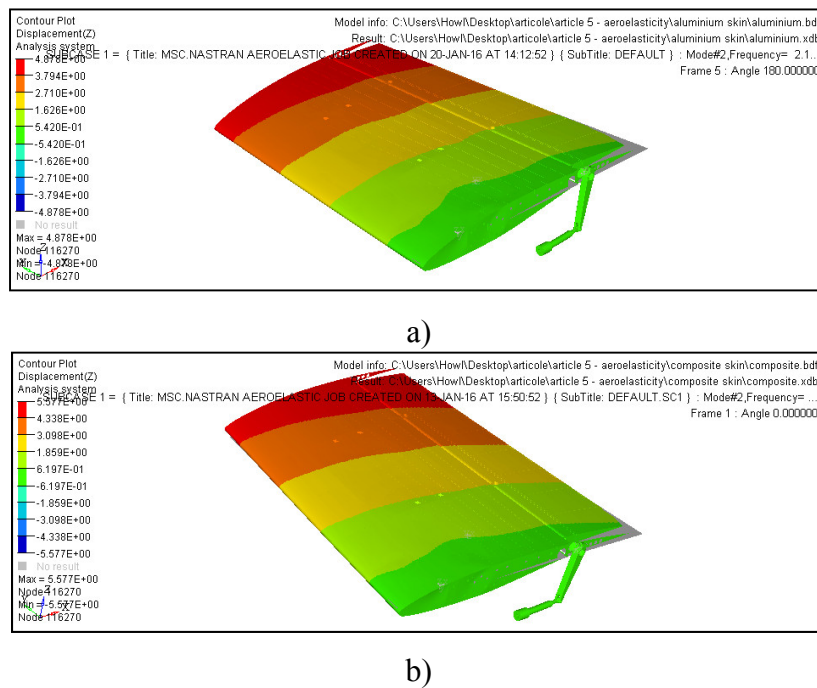 Contour Plot
Displacement(Z)
Analysis system
Model info: C:\Users\Howl\Desktop\articole\article 5 - aeroelasticity\aluminium skin\aluminium.bd
Result: C:\Users\Howl\Desktop\articole\article 5 - aeroelasticity\aluminium skin\aluminium.xdb
SUBCASE 1 = { Title: MSC.NASTRAN AEROELASTIC JOB CREATED ON 20-JAN-16 AT 14:12:52 } { SubTitle: DEFAULT } : Mode#2,Frequency= 2.1...
Frame 5 : Angle 180.000000
4.878E+00
3.794E+00
2.710E+00
1.626E+00
5.420E-01
-5.420E-01
-1.626E+00
-2.710E+00
-3.794E+00
-4.878E+00
No result
Max = 4.878E+00
Node 116270
Min = -4.878E+00
Node 116270
Z
Y
X
a)
Contour Plot
Displacement(Z)
Analysis system
Model info: C:\Users\Howl\Desktop\articole\article 5 - aeroelasticity\composite skin\composite.bdf
Result: C:\Users\Howl\Desktop\articole\article 5 - aeroelasticity\composite skin\composite.xdb
SUBCASE 1 = { Title: MSC.NASTRAN AEROELASTIC JOB CREATED ON 13-JAN-16 AT 15:50:52 } { SubTitle: DEFAULT.SC1 } : Mode#2,Frequency= ...
Frame 1 : Angle 0.000000
5.577E+00
4.338E+00
3.098E+00
1.859E+00
6.197E-01
-6.197E-01
-1.859E+00
-3.098E+00
-4.338E+00
-5.577E+00
No result
Max = 5.577E+00
Node 116270
Min = -5.577E+00
Node 116270
Z
Y
X
b)